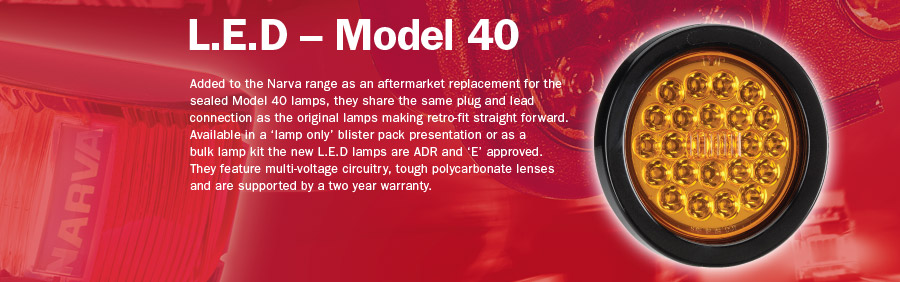 L.E.D – Model 40
Added to the Narva range as an aftermarket replacement for the
sealed Model 40 lamps, they share the same plug and lead
connection as the original lamps making retro-fit straight forward.
Available in a ‘lamp only’ blister pack presentation or as a
bulk lamp kit the new L.E.D lamps are ADR and ‘E’ approved.
They feature multi-voltage circuitry, tough polycarbonate lenses
and are supported by a two year warranty.
NARVA